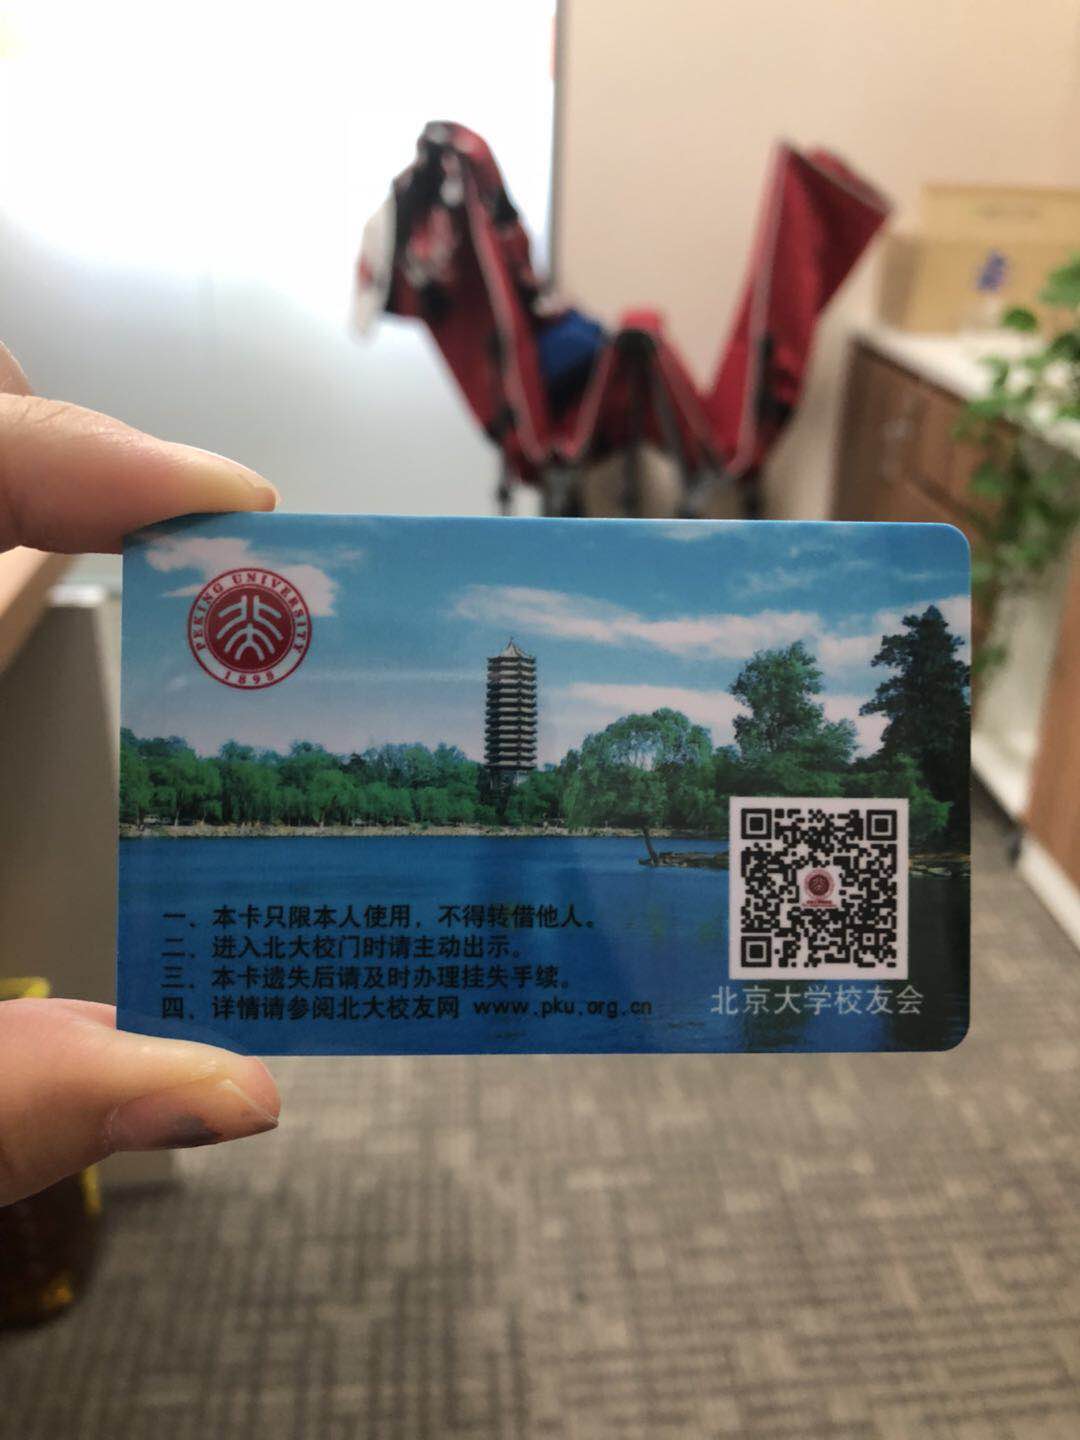 PEKING UNIVERSITY
1898
一、本卡只限本人使用，不得转借他人。
二、进入北大校门时请主动出示。
三、本卡遗失后请及时办理挂失手续。
四、详情请参阅北大校友网 www.pku.org.cn
北京大学校友会